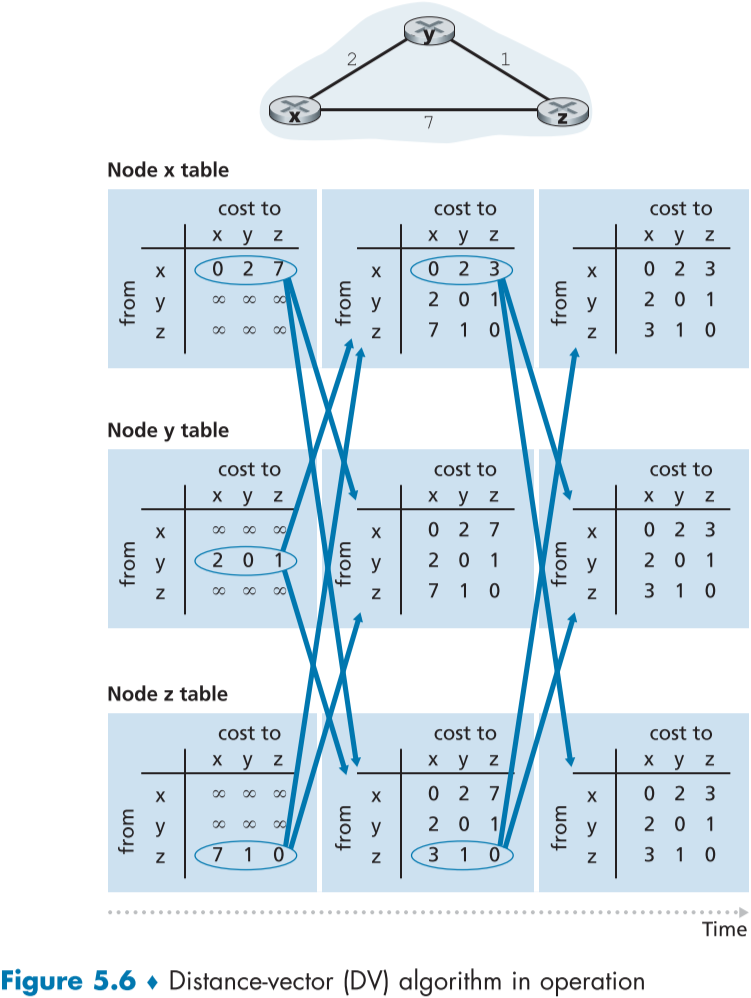 y
2
1
x
z
7
Node x table
cost to cost to cost to
x y z x y z x y z
x 0 2 7 x 0 2 3 x 0 2 3
from y ∞ ∞ ∞ from y 2 0 1 from y 2 0 1
z ∞ ∞ ∞ z 7 1 0 z 3 1 0
Node y table
cost to cost to cost to
x y z x y z x y z
x ∞ ∞ ∞ x 0 2 7 x 0 2 3
from y 2 0 1 from y 2 0 1 from y 2 0 1
z ∞ ∞ ∞ z 7 1 0 z 3 1 0
Node z table
cost to cost to cost to
x y z x y z x y z
x ∞ ∞ ∞ x 0 2 7 x 0 2 3
from y ∞ ∞ ∞ from y 2 0 1 from y 2 0 1
z 7 1 0 z 3 1 0 z 3 1 0
Time
Figure 5.6 ♦ Distance-vector (DV) algorithm in operation